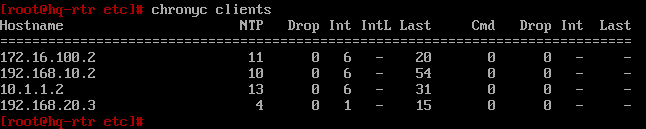 [root@hq-rtr etc]# chronyc clients
Hostname                      NTP   Drop Int IntL Last     Cmd   Drop Int  Last
===============================================================================
172.16.100.2                   11      0   6   -    20       0      0   -     -
192.168.10.2                   10      0   6   -    54       0      0   -     -
10.1.1.2                       13      0   6   -    31       0      0   -     -
192.168.20.3                    4      0   1   -    15       0      0   -     -
[root@hq-rtr etc]#